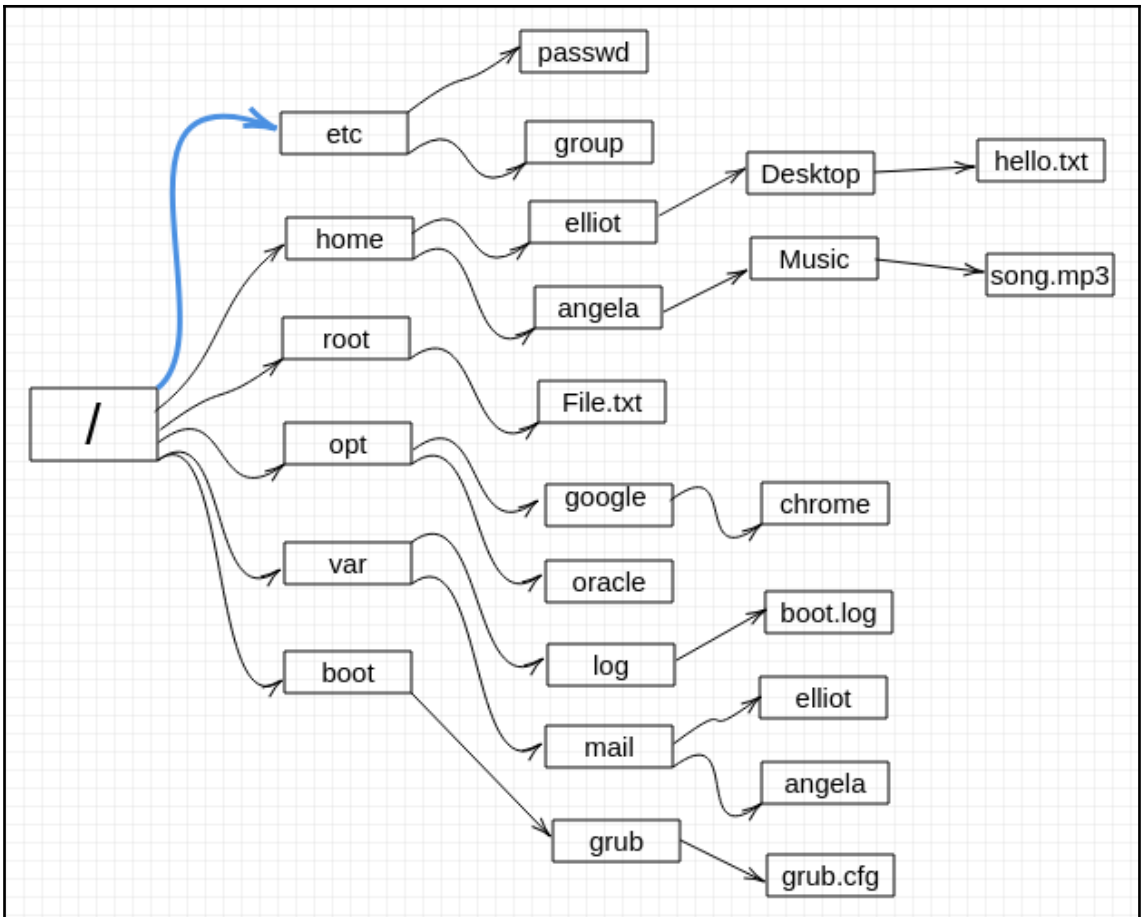 passwd
etc
group
Desktop
hello.txt
elliot
home
Music
song.mp3
angela
root
File.txt
/
opt
google
chrome
var
oracle
boot.log
log
boot
elliot
mail
angela
grub
grub.cfg